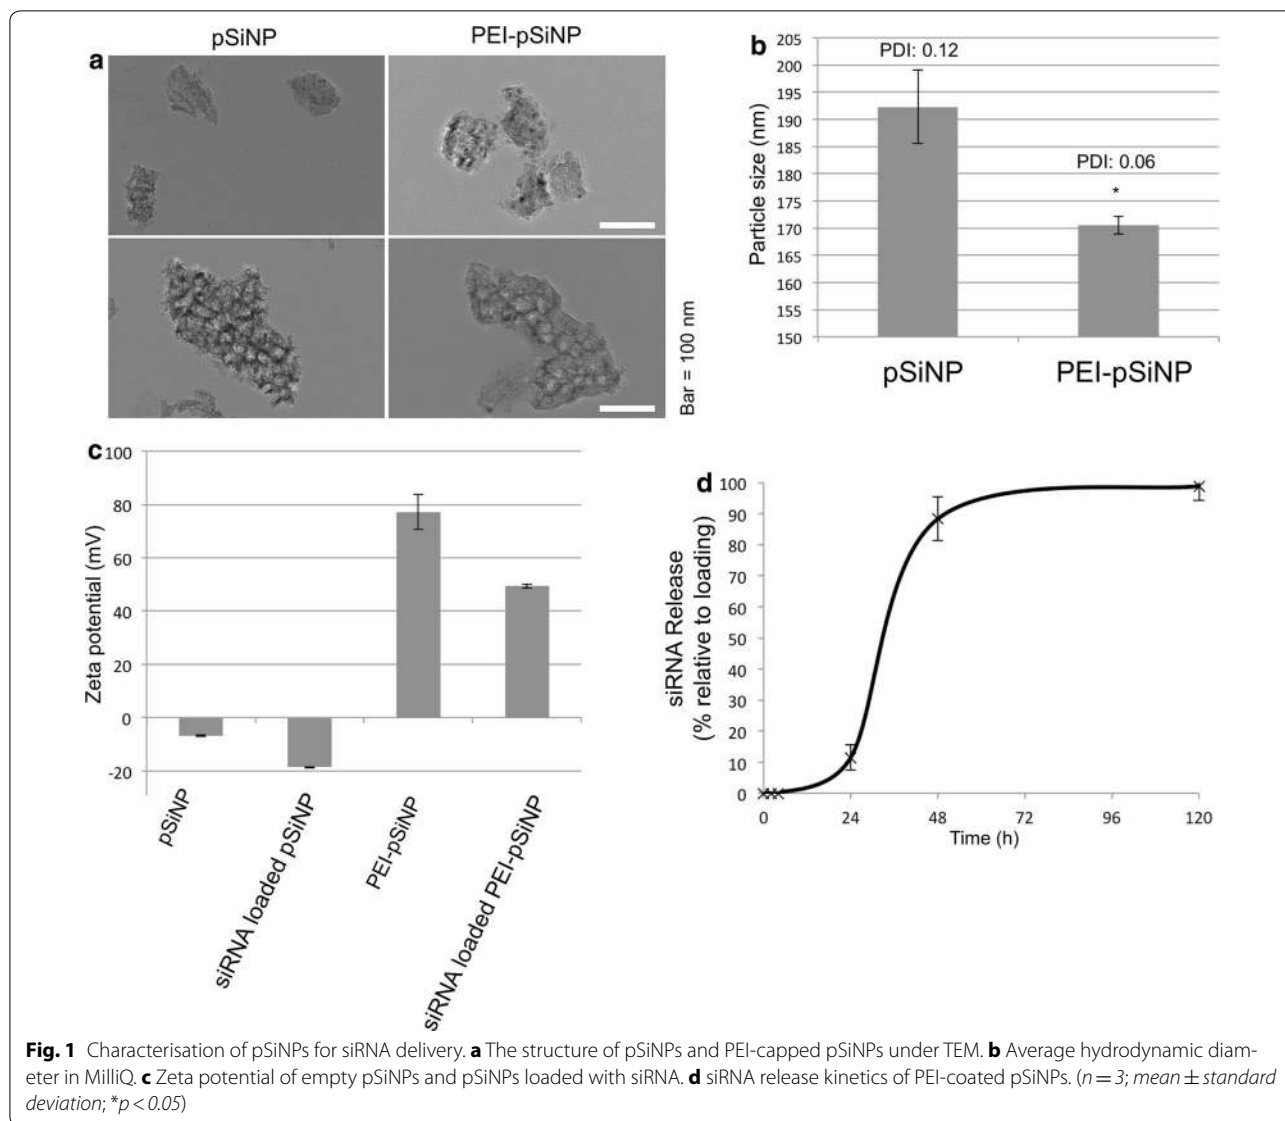 pSiNP
PEI-pSiNP
a
Bar = 100 nm
b
Particle size (nm)
205
200
195
190
185
180
175
170
165
160
155
150
PDI: 0.12
PDI: 0.06
*
pSiNP
PEI-pSiNP
c
Zeta potential (mV)
100
80
60
40
20
0
-20
pSiNP
siRNA loaded pSiNP
PEI-pSiNP
siRNA loaded PEI-pSiNP
d
siRNA Release
(% relative to loading)
100
90
80
70
60
50
40
30
20
10
0
0 24 48 72 96 120
Time (h)
Fig. 1 Characterisation of pSiNPs for siRNA delivery. a The structure of pSiNPs and PEI-capped pSiNPs under TEM. b Average hydrodynamic diam-
eter in MilliQ. c Zeta potential of empty pSiNPs and pSiNPs loaded with siRNA. d siRNA release kinetics of PEI-coated pSiNPs. (n = 3; mean ± standard
deviation; *p < 0.05)